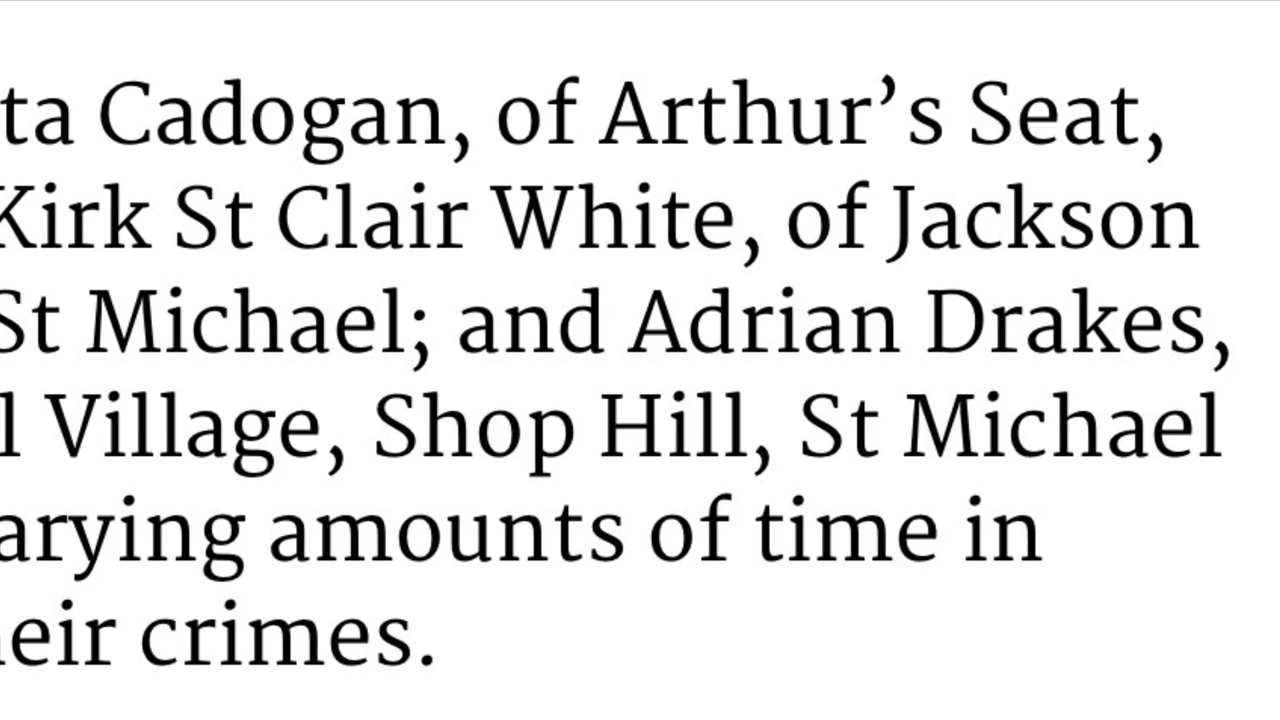 ta Cadogan, of Arthur’s Seat,
Kirk St Clair White, of Jackson
St Michael; and Adrian Drakes,
l Village, Shop Hill, St Michael
arying amounts of time in
heir crimes.